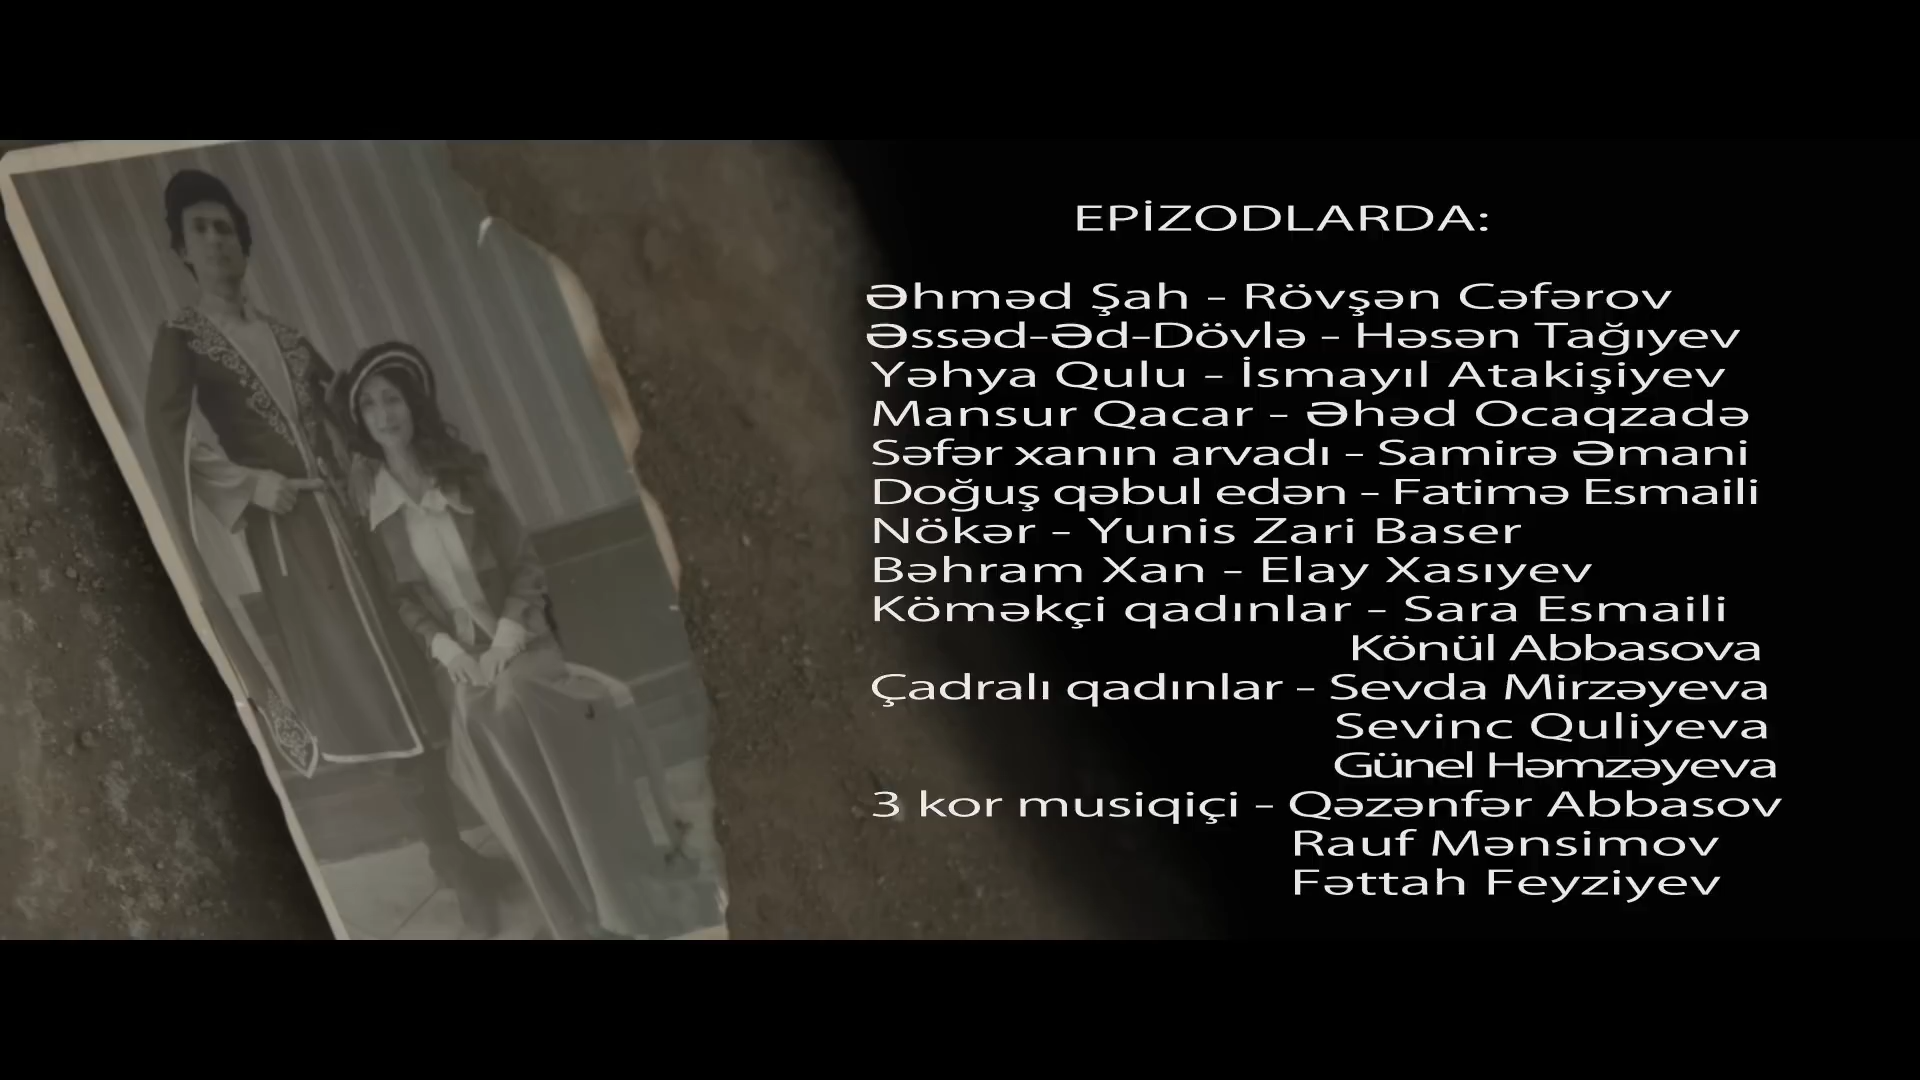 EPİZODLARDA:
Əhməd Şah - Rövşən Cəfərov
Əssəd-Əd-Dövlə - Həsən Tağıyev
Yəhya Qulu - İsmayıl Atakişiyev
Mansur Qacar - Əhəd Ocaqzadə
Səfər xanın arvadı - Samirə Əmani
Doğuş qəbul edən - Fatimə Esmaili
Nökər - Yunis Zari Baser
Bəhram Xan - Elay Xasıyev
Köməkçi qadınlar - Sara Esmaili
Könül Abbasova
Çadralı qadınlar - Sevda Mirzəyeva
Sevinc Quliyeva
Günel Həmzəyeva
3 kor musiqiçi - Qəzənfər Abbasov
Rauf Mənsimov
Fəttah Feyziyev